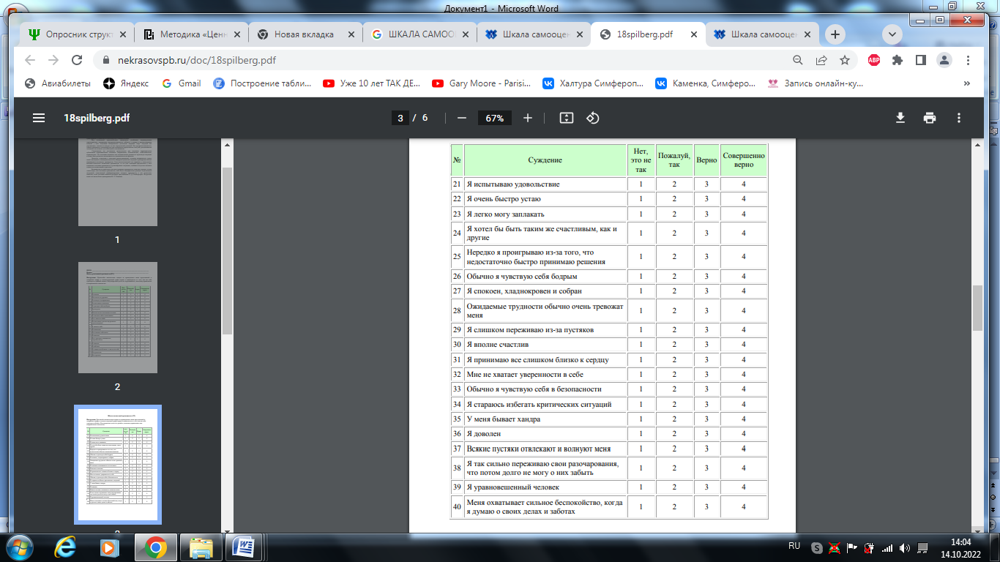 Документ1 - Microsoft Word
Опросник структ
Методика «Ценн
Новая вкладка
ШКАЛА САМОО
Шкала самооцен
18spilberg.pdf
Шкала самооцен
nekrasovspb.ru/doc/18spilberg.pdf
ABP
Авиабилеты Яндекс Gmail Построение табли... Уже 10 лет ТАК ДЕ... Gary Moore - Parisi... Халтура Симфероп... Каменка, Симферо... Запись онлайн-ку... »
18spilberg.pdf 3 / 6 67%
1
2
№ Суждение Нет, это не так Пожалуй, так Верно Совершенно верно
21 Я испытываю удовольствие 1 2 3 4
22 Я очень быстро устаю 1 2 3 4
23 Я легко могу заплакать 1 2 3 4
24 Я хотел бы быть таким же счастливым, как и
другие 1 2 3 4
25 Нередко я проигрываю из-за того, что
недостаточно быстро принимаю решения 1 2 3 4
26 Обычно я чувствую себя бодрым 1 2 3 4
27 Я спокоен, хладнокровен и собран 1 2 3 4
28 Ожидаемые трудности обычно очень тревожат
меня 1 2 3 4
29 Я слишком переживаю из-за пустяков 1 2 3 4
30 Я вполне счастлив 1 2 3 4
31 Я принимаю все слишком близко к сердцу 1 2 3 4
32 Мне не хватает уверенности в себе 1 2 3 4
33 Обычно я чувствую себя в безопасности 1 2 3 4
34 Я стараюсь избегать критических ситуаций 1 2 3 4
35 У меня бывает хандра 1 2 3 4
36 Я доволен 1 2 3 4
37 Всякие пустяки отвлекают и волнуют меня 1 2 3 4
38 Я так сильно переживаю свои разочарования,
что потом долго не могу о них забыть 1 2 3 4
39 Я уравновешенный человек 1 2 3 4
40 Меня охватывает сильное беспокойство, когда
я думаю о своих делах и заботах 1 2 3 4
RU
14:04
14.10.2022